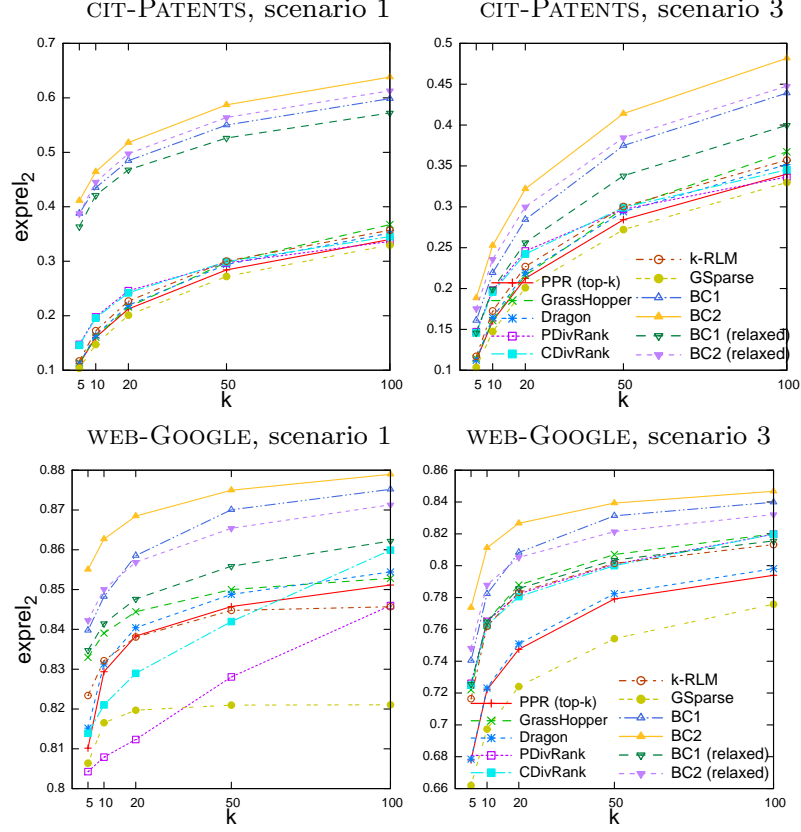 CIT-PATENTS, scenario 1
0.7
0.6
0.5
0.4
0.3
0.2
0.1
exprel2
5 10 20 50 100
k
CIT-PATENTS, scenario 3
0.5
0.45
0.4
0.35
0.3
0.25
0.2
0.15
0.1
PPR (top-k)
GrassHopper
Dragon
PDivRank
CDivRank
k-RLM
GSparse
BC1
BC2
BC1 (relaxed)
BC2 (relaxed)
5 10 20 50 100
k
WEB-GOOGLE, scenario 1
0.88
0.87
0.86
0.85
0.84
0.83
0.82
0.81
0.8
exprel2
5 10 20 50 100
k
WEB-GOOGLE, scenario 3
0.86
0.84
0.82
0.8
0.78
0.76
0.74
0.72
0.7
0.68
0.66
PPR (top-k)
GrassHopper
Dragon
PDivRank
CDivRank
k-RLM
GSparse
BC1
BC2
BC1 (relaxed)
BC2 (relaxed)
5 10 20 50 100
k